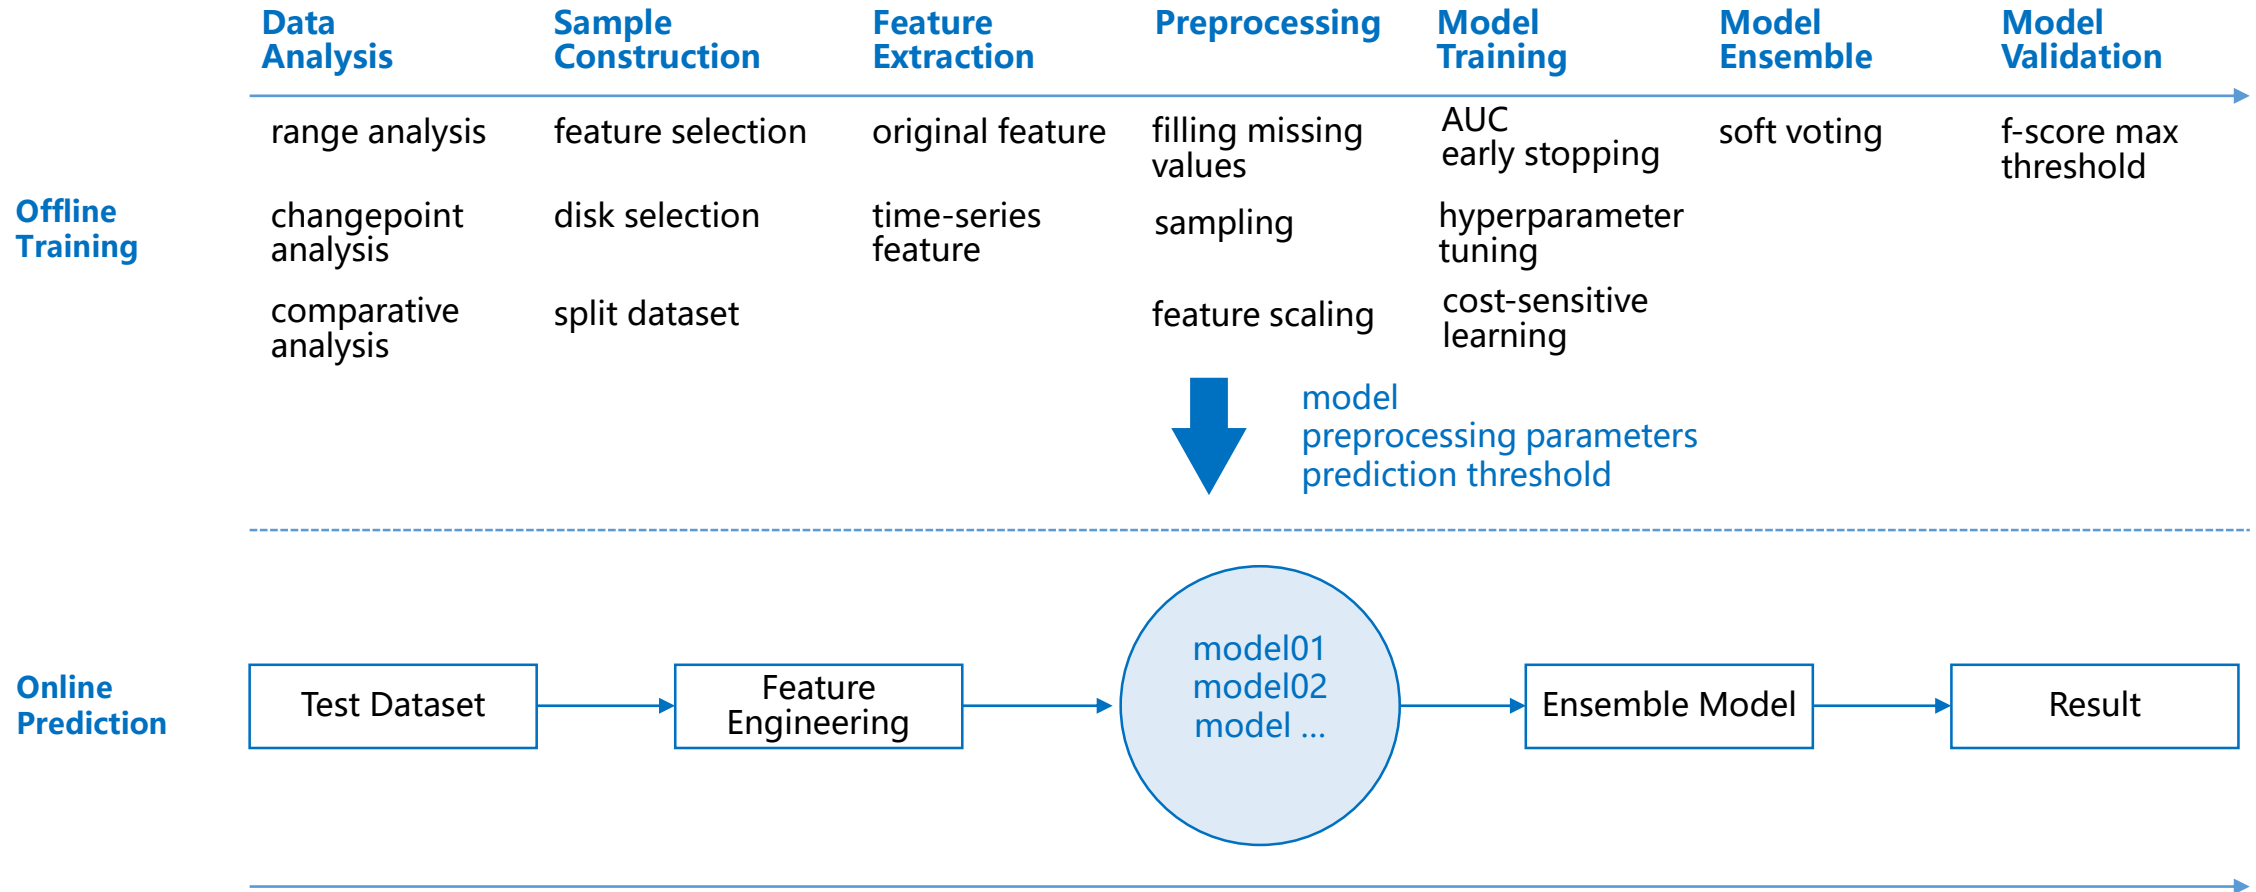 Data
Analysis
Sample
Construction
Feature
Extraction
Preprocessing
Model
Training
Model
Ensemble
Model
Validation
Offline
Training
range analysis
changepoint
analysis
comparative
analysis
feature selection
disk selection
split dataset
original feature
time-series
feature
filling missing
values
sampling
feature scaling
AUC
early stopping
hyperparameter
tuning
cost-sensitive
learning
soft voting
f-score max
threshold
model
preprocessing parameters
prediction threshold
Online
Prediction
Test Dataset
Feature
Engineering
model01
model02
model ...
Ensemble Model
Result